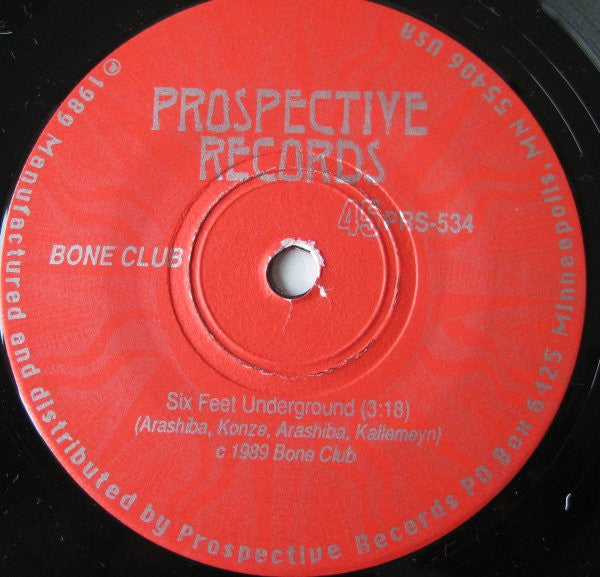 PROSPECTIVE
RECORDS
45 PRS-534
BONE CLUB
Six Feet Underground (3:18)
(Arashiba, Konze, Arashiba, Kallemeyn)
c 1989 Bone Club
℗ 1989 Manufactured and distributed by Prospective Records PO BOX 6425 Minneapolis, MN 55406 USA